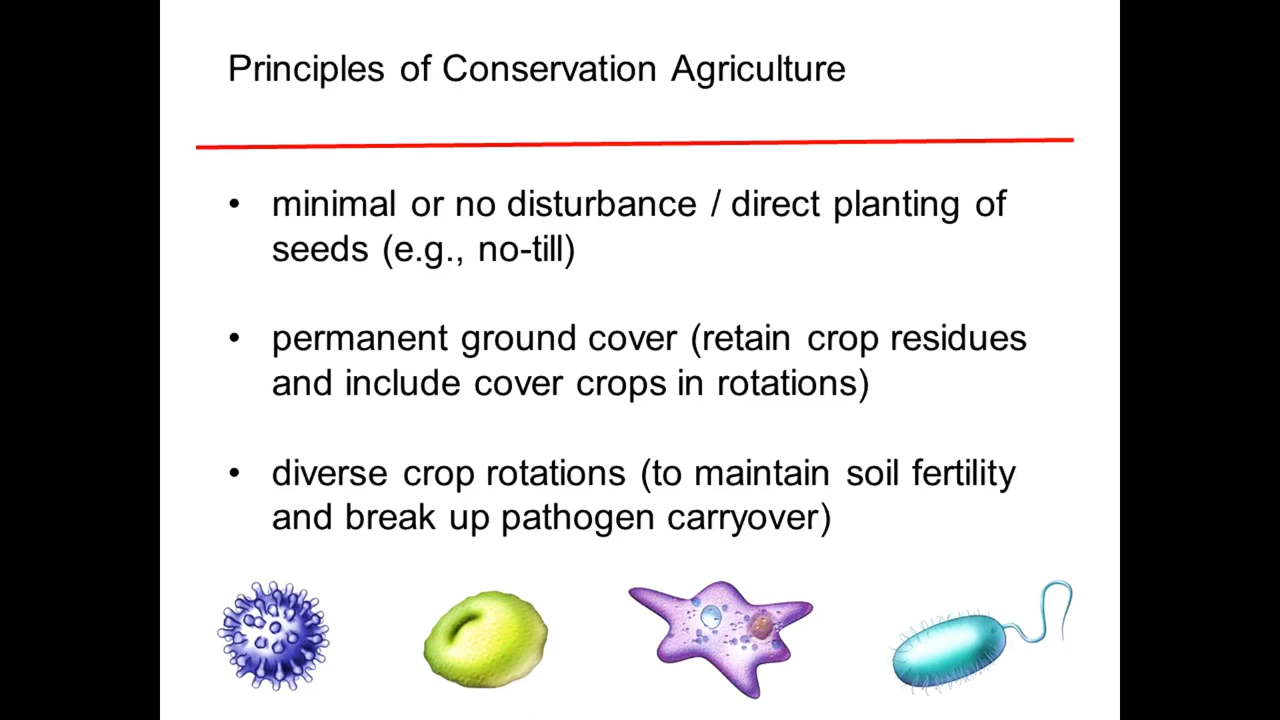 Principles of Conservation Agriculture
• minimal or no disturbance / direct planting of
seeds (e.g., no-till)
• permanent ground cover (retain crop residues
and include cover crops in rotations)
• diverse crop rotations (to maintain soil fertility
and break up pathogen carryover)